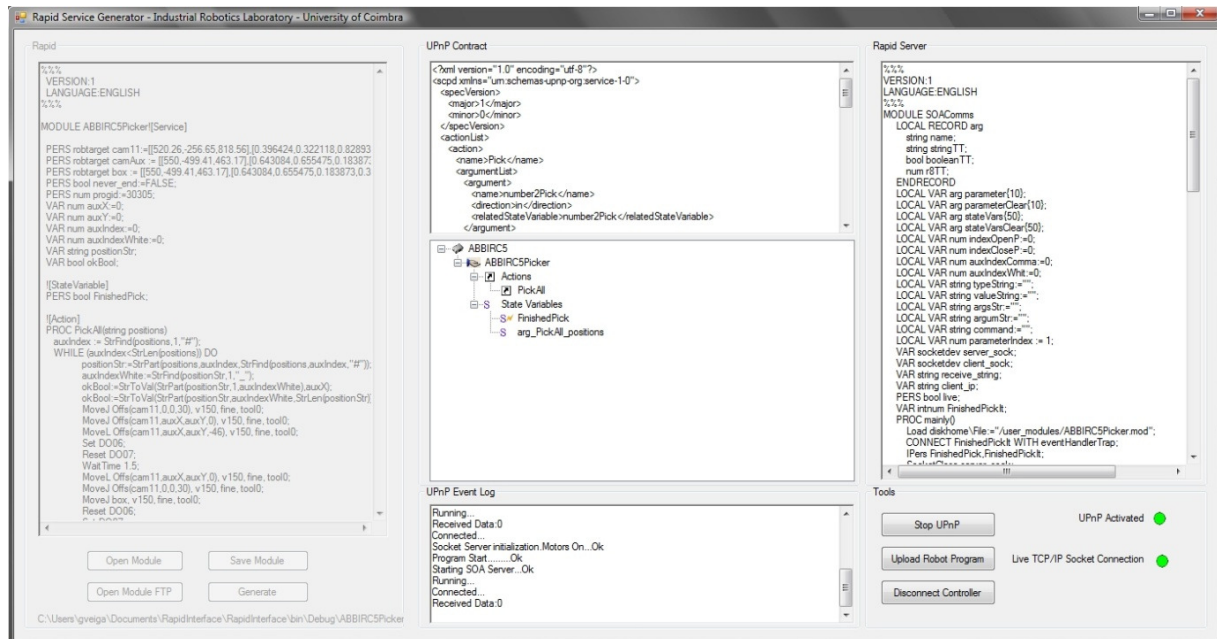 Rapid Service Generator - Industrial Robotics Laboratory - University of Coimbra
Rapid
%%%
VERSION:1
LANGUAGE:ENGLISH
%%%
MODULE ABBIRC5Picker![Service]
PERS robtarget cam11:=[[520.26,-256.65,818.56],[0.396424,0.322118,0.82893
PERS robtarget camAux := [[550,-499.41,463.17],[0.643084,0.655475,0.18387
PERS robtarget box := [[550,-499.41,463.17],[0.643084,0.655475,0.183873,0.3
PERS bool never_end:=FALSE;
PERS num progid:=30305;
VAR num auxX:=0;
VAR num auxY:=0;
VAR num auxIndex:=0;
VAR num auxIndexWhite:=0;
VAR string positionStr;
VAR bool okBool;
![StateVariable]
PERS bool FinishedPick;
![Action]
PROC PickAll(string positions)
auxIndex := StrFind(positions,1,"#");
WHILE (auxIndex<StrLen(positions)) DO
positionStr:=StrPart(positions,auxIndex,StrFind(positions,auxIndex,"#"));
auxIndexWhite:=StrFind(positionStr,1,"_");
okBool:=StrToVal(StrPart(positionStr,1,auxIndexWhite),auxX);
okBool:=StrToVal(StrPart(positionStr,auxIndexWhite,StrLen(positionStr)
MoveJ Offs(cam11,0,0,30), v150, fine, tool0;
MoveJ Offs(cam11,auxX,auxY,0), v150, fine, tool0;
MoveL Offs(cam11,auxX,auxY,-46), v150, fine, tool0;
Set DO06;
Reset DO07;
WaitTime 1.5;
MoveL Offs(cam11,auxX,auxY,0), v150, fine, tool0;
MoveJ Offs(cam11,0,0,30), v150, fine, tool0;
MoveJ box, v150, fine, tool0;
Reset DO06;
Open Module
Save Module
Open Module FTP
Generate
C:\Users\gveiga\Documents\RapidInterface\RapidInterface\bin\Debug\ABBIRC5Picker
UPnP Contract
<?xml version="1.0" encoding="utf-8"?>
<scpd xmlns="urn:schemas-upnp-org:service-1-0">
<specVersion>
<major>1</major>
<minor>0</minor>
</specVersion>
<actionList>
<action>
<name>Pick</name>
<argumentList>
<argument>
<name>number2Pick</name>
<direction>in</direction>
<relatedStateVariable>number2Pick</relatedStateVariable>
</argument>
ABBIRC5
ABBIRC5Picker
Actions
PickAll
State Variables
FinishedPick
arg_PickAll_positions
UPnP Event Log
Running...
Received Data:0
Connected...
Socket Server initialization.Motors On...Ok
Program Start........Ok
Starting SOA Server...Ok
Running...
Connected...
Received Data:0
Rapid Server
%%%
VERSION:1
LANGUAGE:ENGLISH
%%%
MODULE SOAComms
LOCAL RECORD arg
string name;
string stringTT;
bool booleanTT;
num r8TT;
ENDRECORD
LOCAL VAR arg parameter{10};
LOCAL VAR arg parameterClear{10};
LOCAL VAR arg stateVars{50};
LOCAL VAR arg stateVarsClear{50};
LOCAL VAR num indexOpenP:=0;
LOCAL VAR num indexCloseP:=0;
LOCAL VAR num auxIndexComma:=0;
LOCAL VAR num auxIndexWhit:=0;
LOCAL VAR string typeString:="";
LOCAL VAR string valueString:="";
LOCAL VAR string argsStr:="";
LOCAL VAR string argumStr:="";
LOCAL VAR string command:="";
LOCAL VAR num parameterIndex := 1;
VAR socketdev server_sock;
VAR socketdev client_sock;
VAR string receive_string;
VAR string client_ip;
PERS bool live;
VAR intnum FinishedPickIt;
PROC mainly()
Load diskhome\File:="/user_modules/ABBIRC5Picker.mod";
CONNECT FinishedPickIt WITH eventHandlerTrap;
IPers FinishedPick,FinishedPickIt;
Tools
Stop UPnP
UPnP Activated
Upload Robot Program
Live TCP/IP Socket Connection
Disconnect Controller